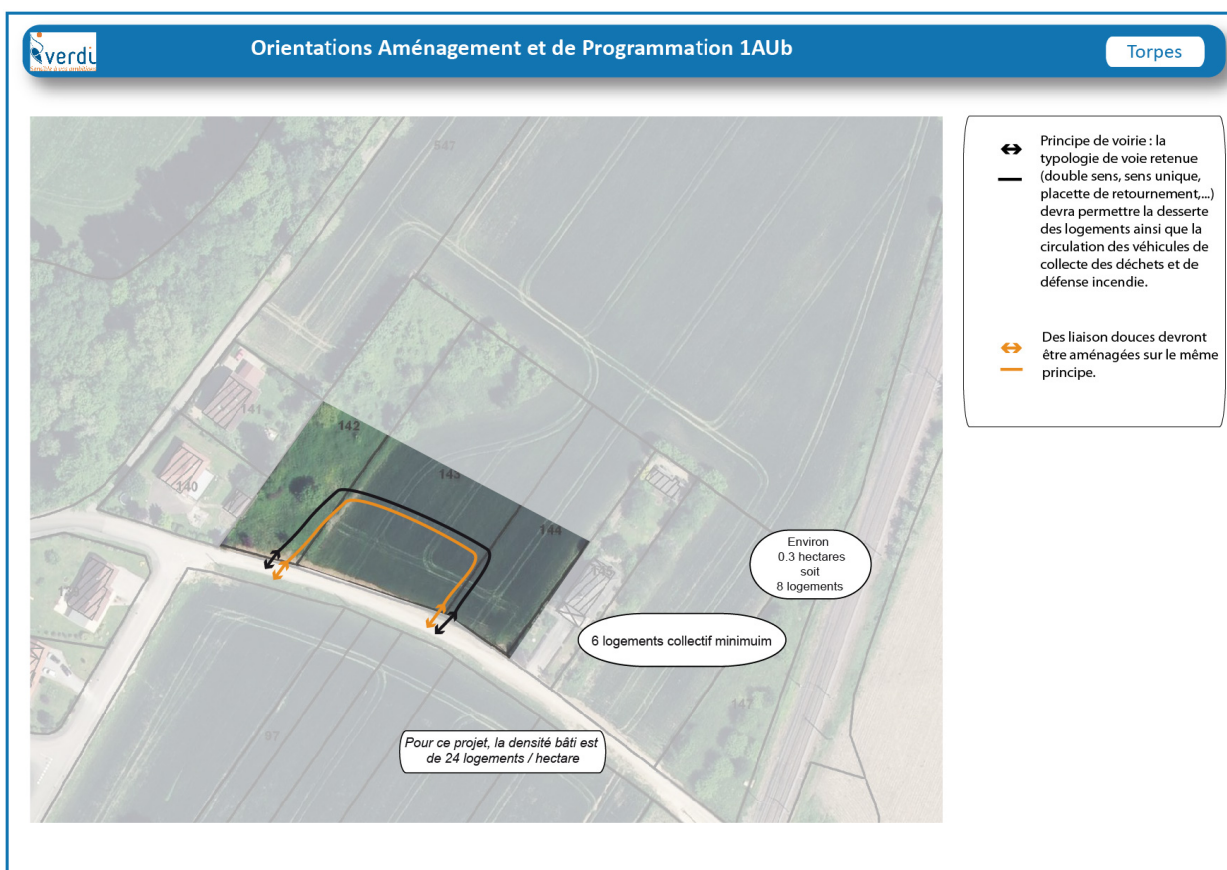 verdi
Orientations Aménagement et de Programmation 1AUb
Torpes
Principe de voirie : la
typologie de voie retenue
(double sens, sens unique,
placette de retournement,...)
devra permettre la desserte
des logements ainsi que la
circulation des véhicules de
collecte des déchets et de
défense incendie.
Des liaison douces devront
être aménagées sur le même
principe.
547
141
142
140
143
144
Environ
0.3 hectares
soit
8 logements
6 logements collectif minimuim
147
97
Pour ce projet, la densité bâti est
de 24 logements / hectare